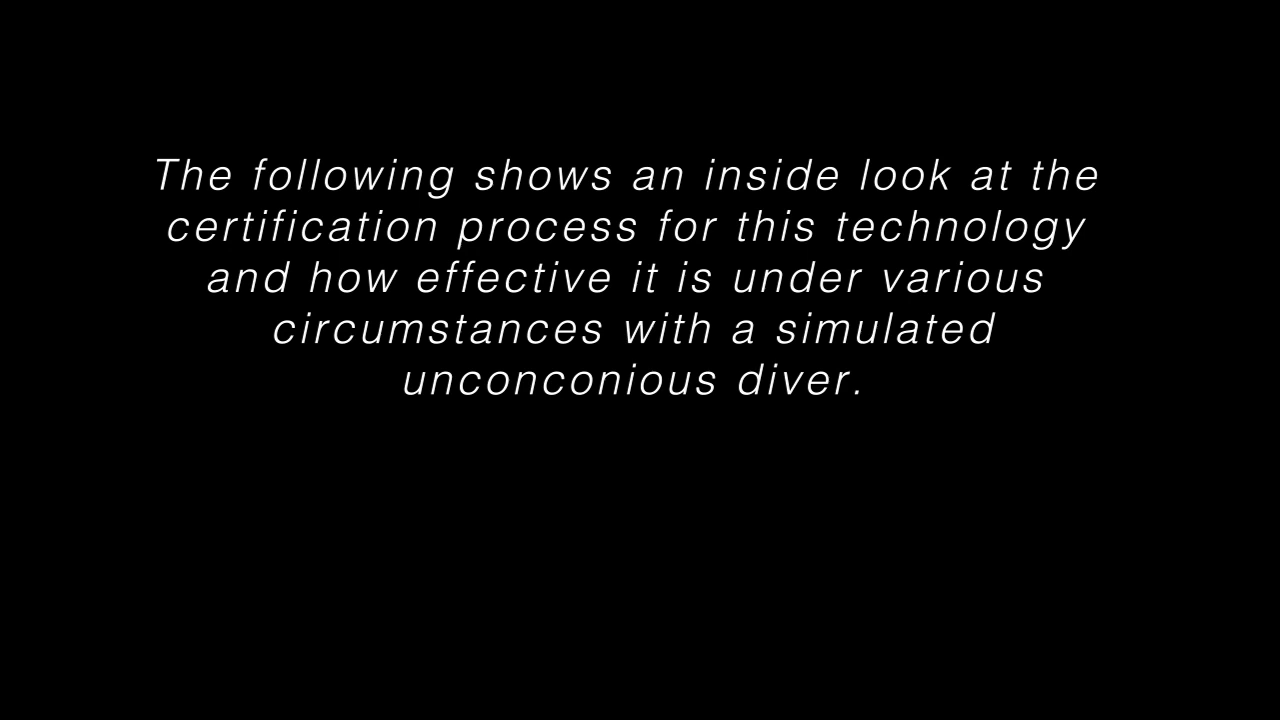 The following shows an inside look at the
certification process for this technology
and how effective it is under various
circumstances with a simulated
unconconious diver.